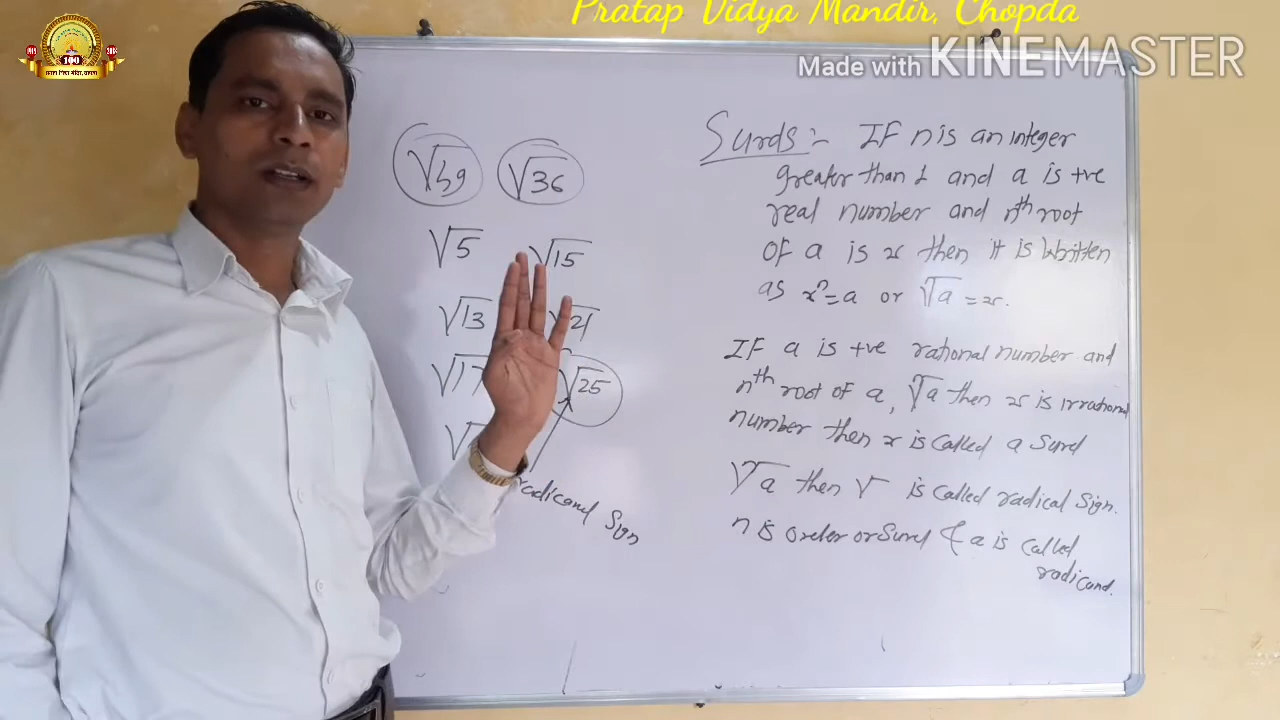 Pratap Vidya Mandir, Chopda
Made with KINEMASTER
100
√49 √36
√5 √15
√13 √21
√17 √25
radicand Sign
Surds :- IF n is an integer
greater than 1 and a is +ve
real number and nth root
OF a is x then it is written
as xⁿ = a or ⁿ√a = x.
IF a is +ve rational number and
nth root of a, ⁿ√a then x is irrational
number then x is called a Surd
ⁿ√a then √ is called radical Sign.
n is order or Surd & a is called
radicand.